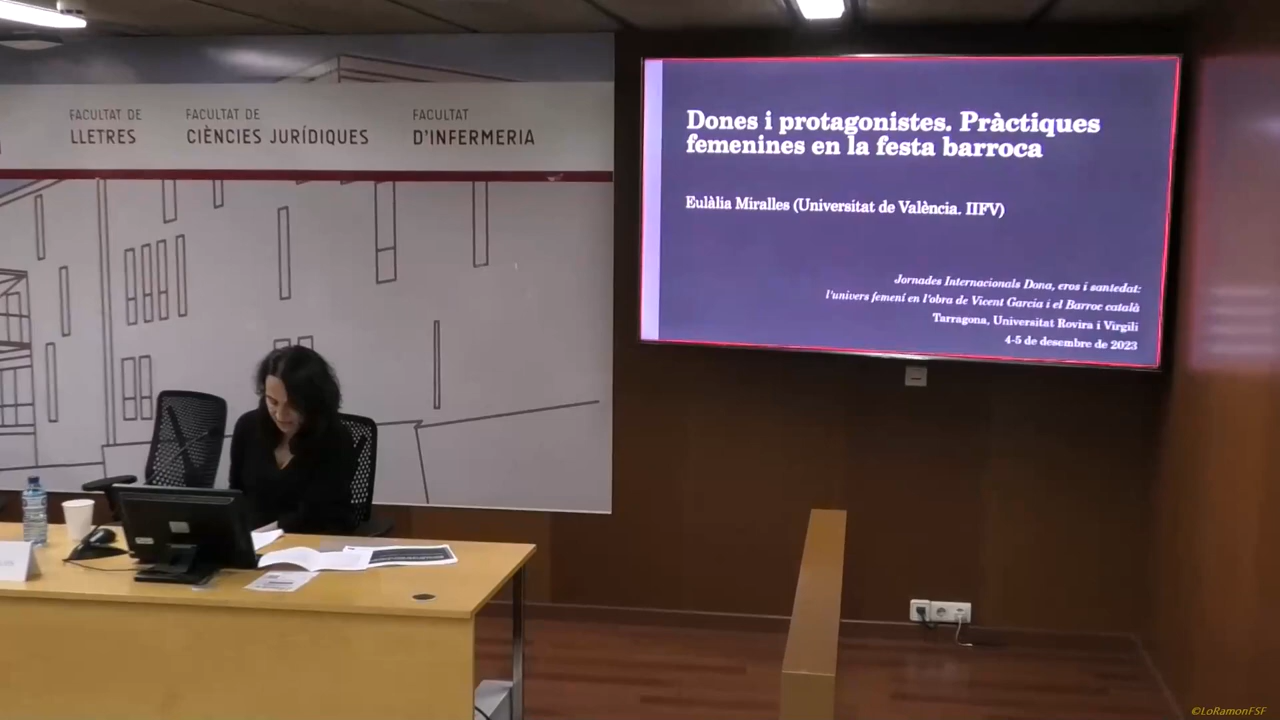 FACULTAT DE
LLETRES
FACULTAT DE
CIÈNCIES JURÍDIQUES
FACULTAT
D'INFERMERIA
Dones i protagonistes. Pràctiques
femenines en la festa barroca
Eulàlia Miralles (Universitat de València. IIFV)
Jornades Internacionals Dona, eros i santedat:
l'univers femení en l'obra de Vicent Garcia i el Barroc català
Tarragona, Universitat Rovira i Virgili
4-5 de desembre de 2023
©LoRamonFSF